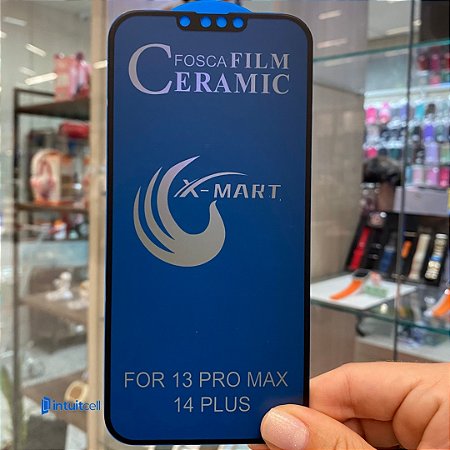 FOSCA FILM
CERAMIC
X-MART
FOR 13 PRO MAX
14 PLUS
intuitcell